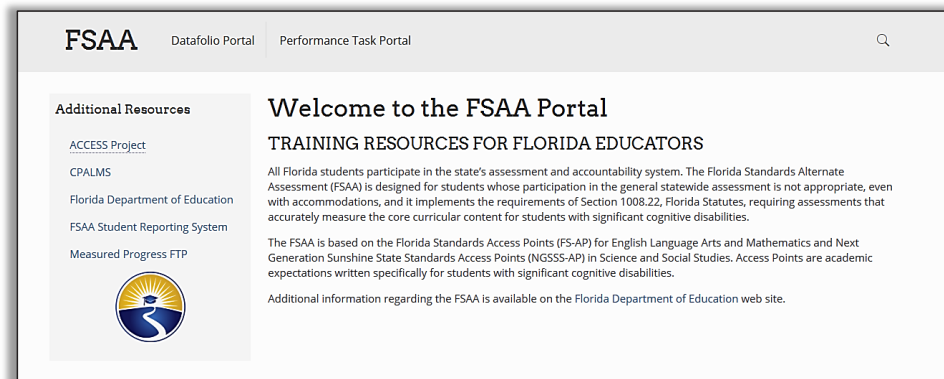 FSAA
Datafolio Portal
Performance Task Portal
Additional Resources
ACCESS Project
CPALMS
Florida Department of Education
FSAA Student Reporting System
Measured Progress FTP
Welcome to the FSAA Portal
TRAINING RESOURCES FOR FLORIDA EDUCATORS
All Florida students participate in the state's assessment and accountability system. The Florida Standards Alternate
Assessment (FSAA) is designed for students whose participation in the general statewide assessment is not appropriate, even
with accommodations, and it implements the requirements of Section 1008.22, Florida Statutes, requiring assessments that
accurately measure the core curricular content for students with significant cognitive disabilities.
The FSAA is based on the Florida Standards Access Points (FS-AP) for English Language Arts and Mathematics and Next
Generation Sunshine State Standards Access Points (NGSSS-AP) in Science and Social Studies. Access Points are academic
expectations written specifically for students with significant cognitive disabilities.
Additional information regarding the FSAA is available on the Florida Department of Education web site.